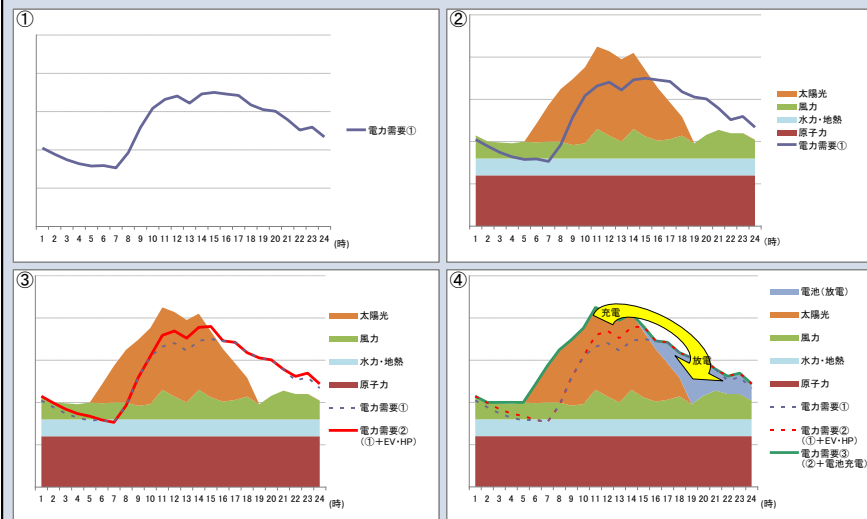 ①
電力需要①
1 2 3 4 5 6 7 8 9 10 11 12 13 14 15 16 17 18 19 20 21 22 23 24
(時)
②
太陽光
風力
水力・地熱
原子力
電力需要①
1 2 3 4 5 6 7 8 9 10 11 12 13 14 15 16 17 18 19 20 21 22 23 24
(時)
③
太陽光
風力
水力・地熱
原子力
電力需要①
電力需要②
(①+EV・HP)
1 2 3 4 5 6 7 8 9 10 11 12 13 14 15 16 17 18 19 20 21 22 23 24
(時)
④
充電
放電
電池(放電)
太陽光
風力
水力・地熱
原子力
電力需要①
電力需要②
(①+EV・HP)
電力需要③
(②+電池充電)
1 2 3 4 5 6 7 8 9 10 11 12 13 14 15 16 17 18 19 20 21 22 23 24
(時)